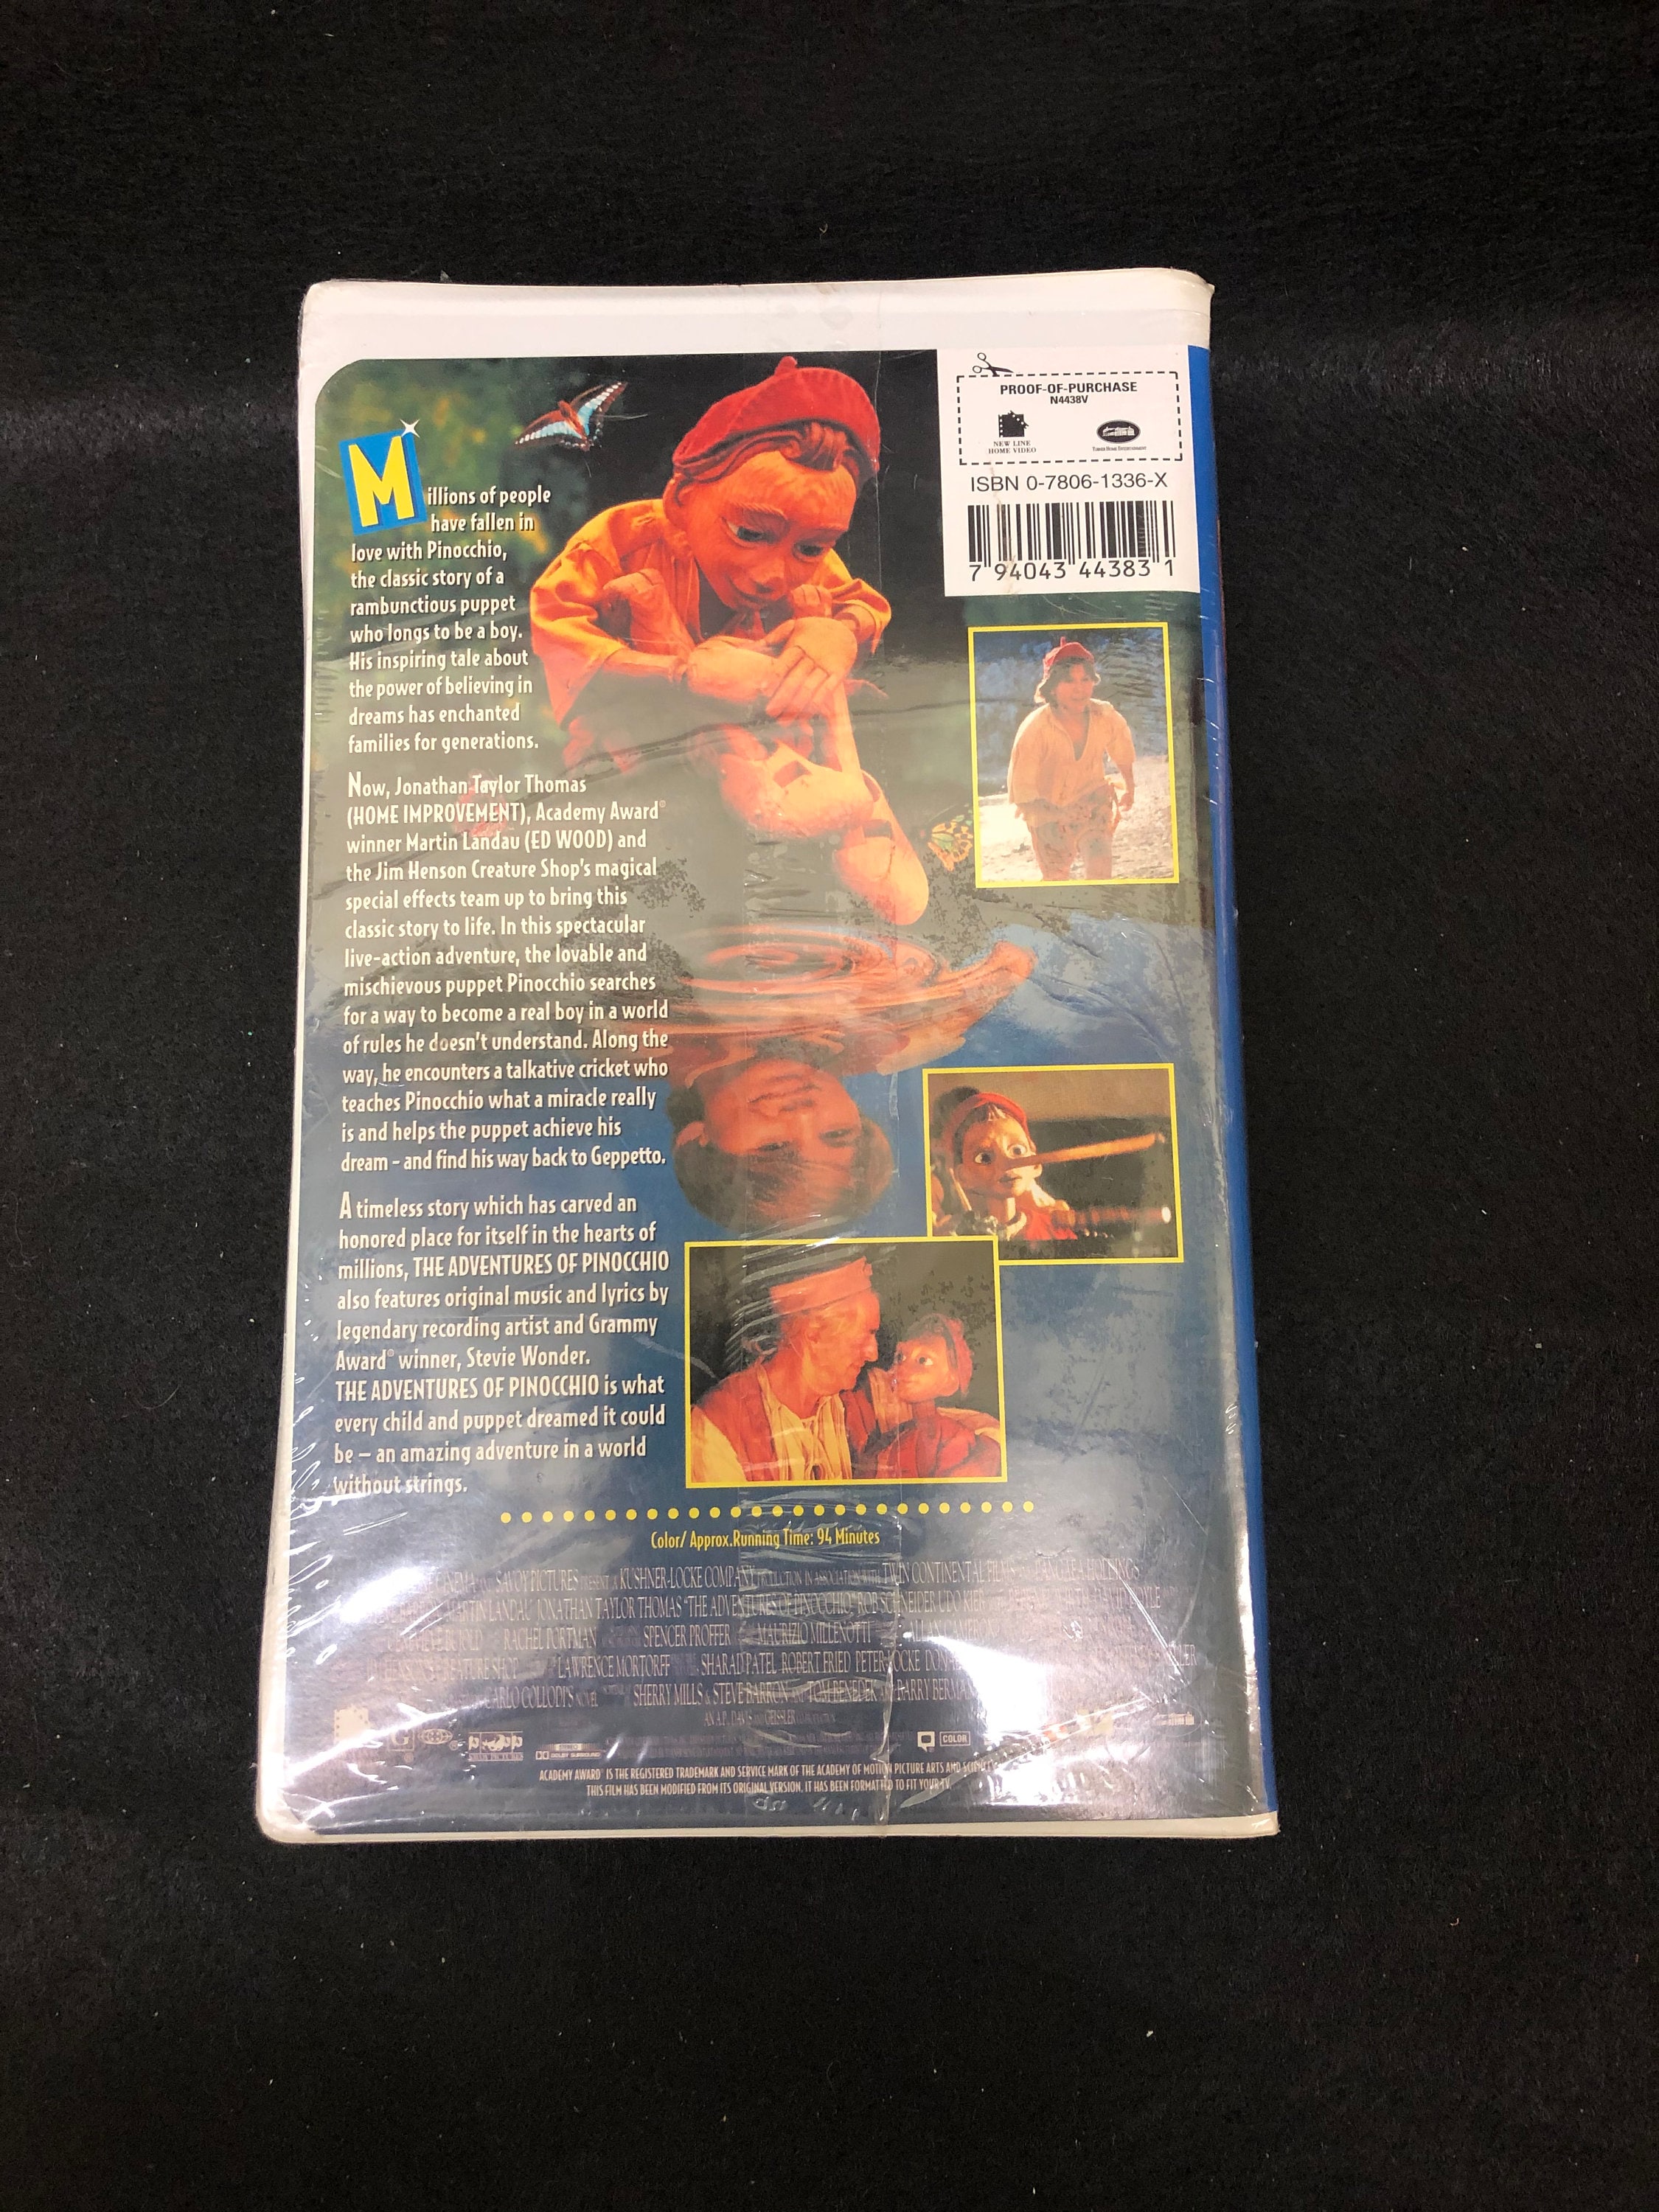 PROOF-OF-PURCHASE
N4438V
NEW LINE
HOME VIDEO
ISBN 0-7806-1336-X
7 94043 44383 1
Millions of people
have fallen in
love with Pinocchio,
the classic story of a
rambunctious puppet
who longs to be a boy.
His inspiring tale about
the power of believing in
dreams has enchanted
families for generations.
Now, Jonathan Taylor Thomas
(HOME IMPROVEMENT), Academy Award®
winner Martin Landau (ED WOOD) and
the Jim Henson Creature Shop's magical
special effects team up to bring this
classic story to life. In this spectacular
live-action adventure, the lovable and
mischievous puppet Pinocchio searches
for a way to become a real boy in a world
of rules he doesn't understand. Along the
way, he encounters a talkative cricket who
teaches Pinocchio what a miracle really
is and helps the puppet achieve his
dream - and find his way back to Geppetto.
A timeless story which has carved an
honored place for itself in the hearts of
millions, THE ADVENTURES OF PINOCCHIO
also features original music and lyrics by
legendary recording artist and Grammy
Award® winner, Stevie Wonder.
THE ADVENTURES OF PINOCCHIO is what
every child and puppet dreamed it could
be – an amazing adventure in a world
without strings.
Color/ Approx.Running Time: 94 Minutes
CINEMA SAVOY PICTURES KUSHNER-LOCKE COMPANY PRODUCTION IN ASSOCIATION WITH TWIN CONTINENTAL FILMS
MARTIN LANDAU JONATHAN TAYLOR THOMAS "THE ADVENTURES OF PINOCCHIO" ROB SCHNEIDER UDO KIER
RACHEL PORTMAN SPENCER PROFFER MAURIZIO MILLENOTTI
CREATURE SHOP LAWRENCE MORTORFF SHARAD PATEL ROBERT FRIED PETER LOCKE
CARLO COLLODI'S NOVEL SHERRY MILLS & STEVE BARRON AND TOM BENEDEK AND BARRY BERMAN
COLOR
ACADEMY AWARD® IS THE REGISTERED TRADEMARK AND SERVICE MARK OF THE ACADEMY OF MOTION PICTURE ARTS AND
THIS FILM HAS BEEN MODIFIED FROM ITS ORIGINAL VERSION. IT HAS BEEN FORMATTED TO FIT YOUR TV.